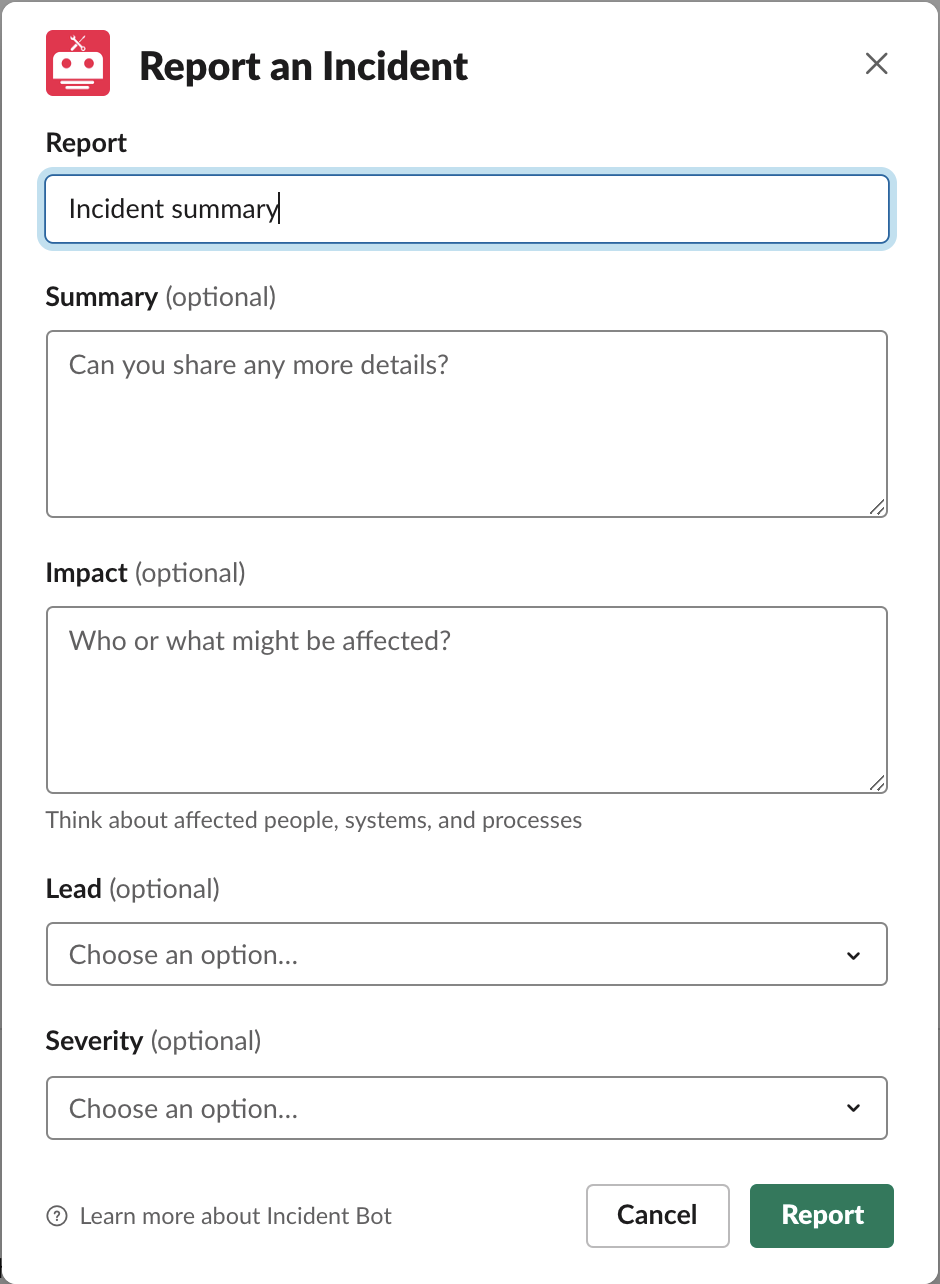 Report an Incident
Report
Incident summary
Summary (optional)
Can you share any more details?
Impact (optional)
Who or what might be affected?
Think about affected people, systems, and processes
Lead (optional)
Choose an option...
Severity (optional)
Choose an option...
Learn more about Incident Bot
Cancel
Report